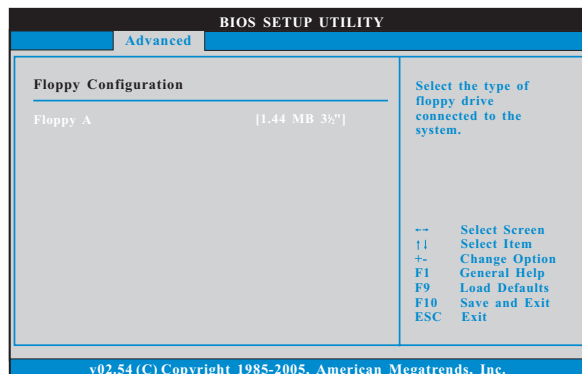 BIOS SETUP UTILITY
Advanced
Floppy Configuration
Floppy A [1.44 MB 3½"]
Select the type of
floppy drive
connected to the
system.
←→ Select Screen
↑↓ Select Item
+- Change Option
F1 General Help
F9 Load Defaults
F10 Save and Exit
ESC Exit
v02.54 (C) Copyright 1985-2005, American Megatrends, Inc.